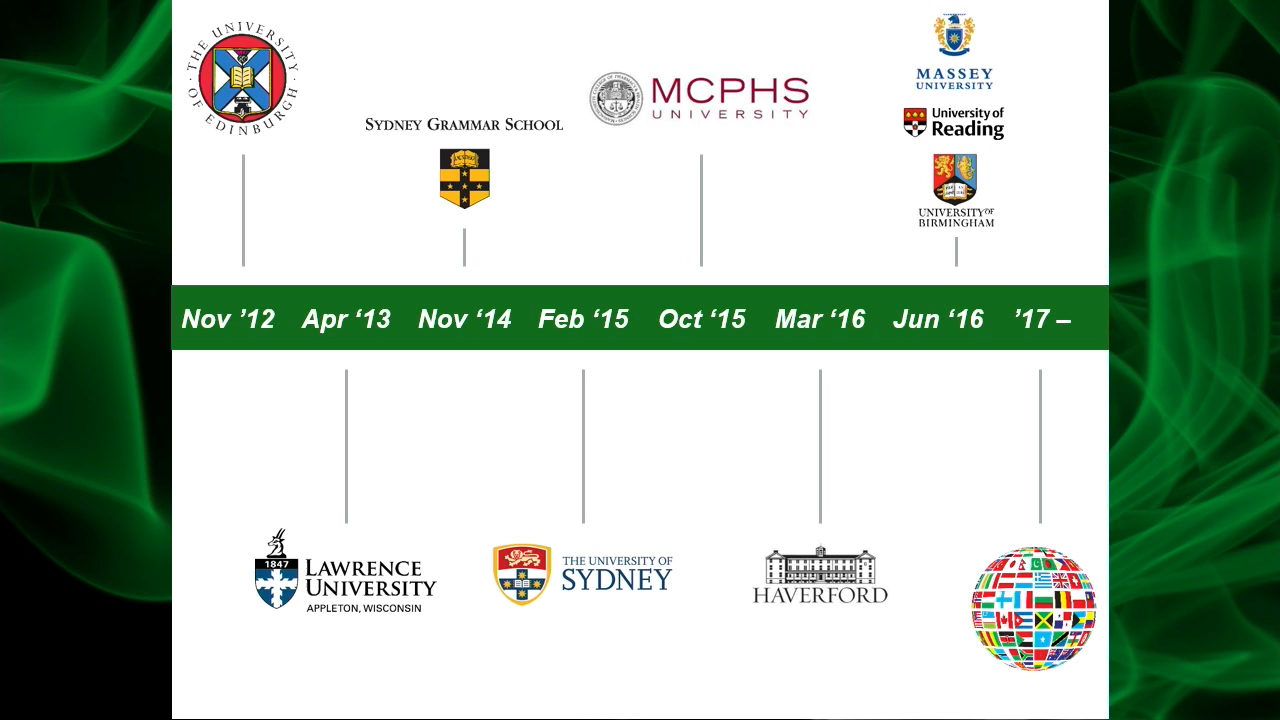 THE UNIVERSITY OF EDINBURGH
SYDNEY GRAMMAR SCHOOL
MCPHS
UNIVERSITY
MASSEY
UNIVERSITY
University of
Reading
UNIVERSITY OF
BIRMINGHAM
Nov ’12 Apr ‘13 Nov ‘14 Feb ‘15 Oct ‘15 Mar ‘16 Jun ‘16 ’17 –
1847
LAWRENCE
UNIVERSITY
APPLETON, WISCONSIN
THE UNIVERSITY OF
SYDNEY
HAVERFORD